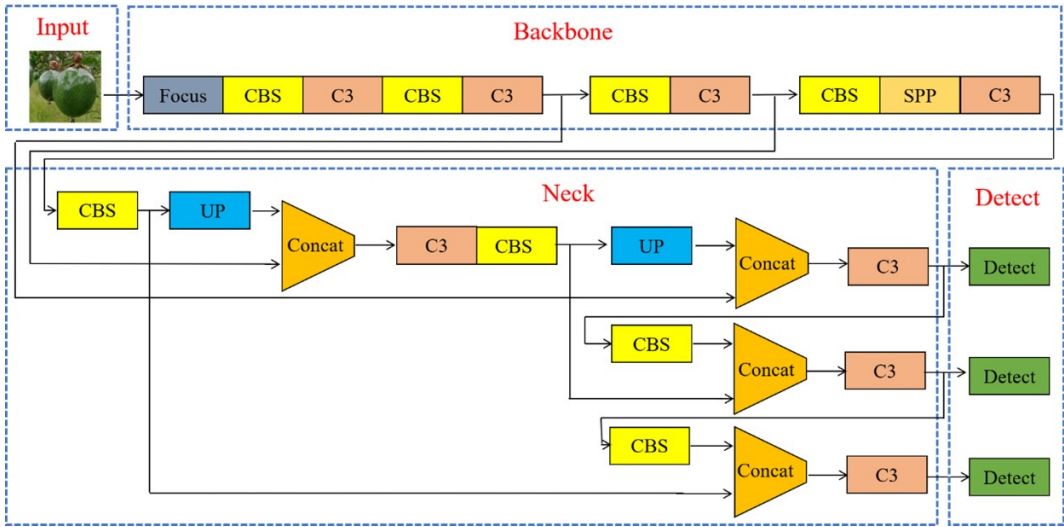 Input
Backbone
Focus CBS C3 CBS C3 CBS C3 CBS SPP C3
Neck
Detect
CBS UP Concat C3 CBS UP Concat C3 Detect
CBS Concat C3 Detect
CBS Concat C3 Detect